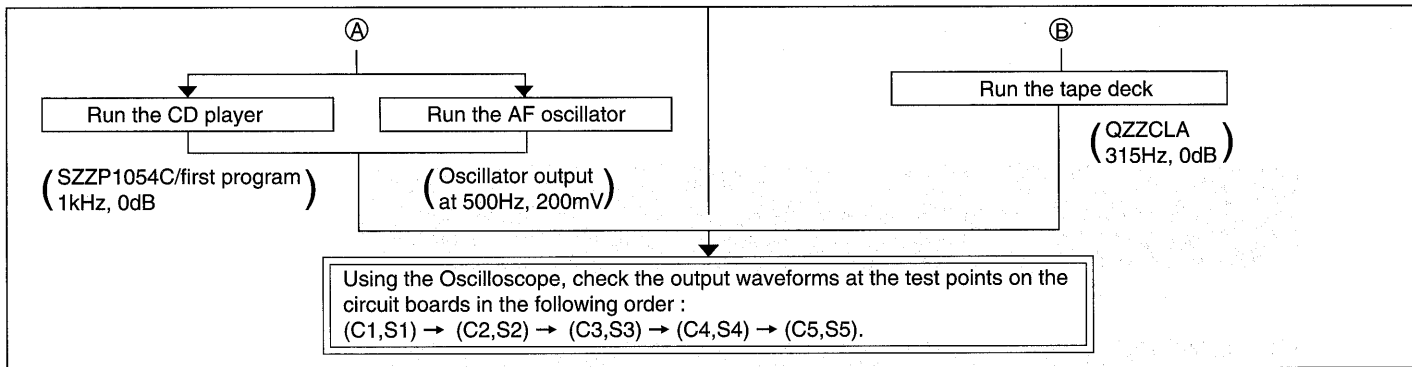 Ⓐ
Ⓑ
Run the CD player
Run the AF oscillator
Run the tape deck
(SZZP1054C/first program
1kHz, 0dB)
(Oscillator output
at 500Hz, 200mV)
(QZZCLA
315Hz, 0dB)
Using the Oscilloscope, check the output waveforms at the test points on the
circuit boards in the following order :
(C1,S1) → (C2,S2) → (C3,S3) → (C4,S4) → (C5,S5).